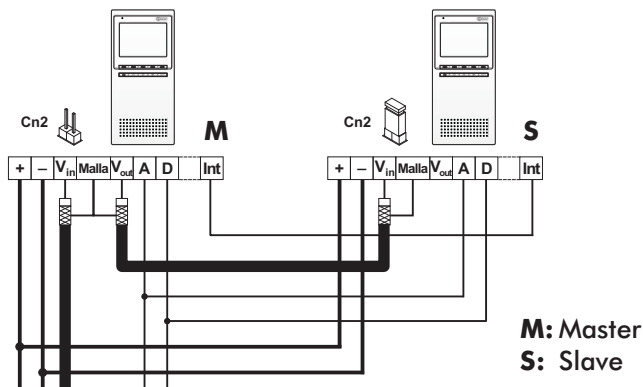 Cn2
M
+ – Vin Malla Vout A D Int
Cn2
S
+ – Vin Malla Vout A D Int
M: Master
S: Slave